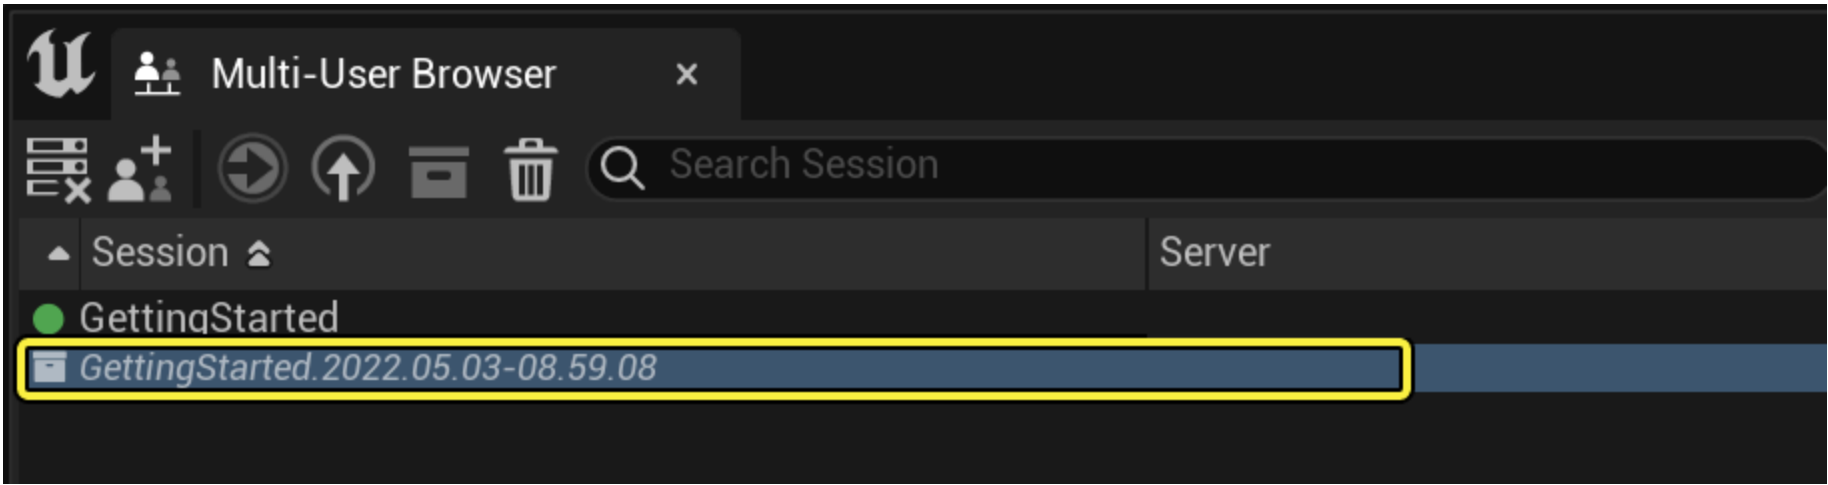 Multi-User Browser
Search Session
Session Server
GettingStarted
GettingStarted.2022.05.03-08.59.08